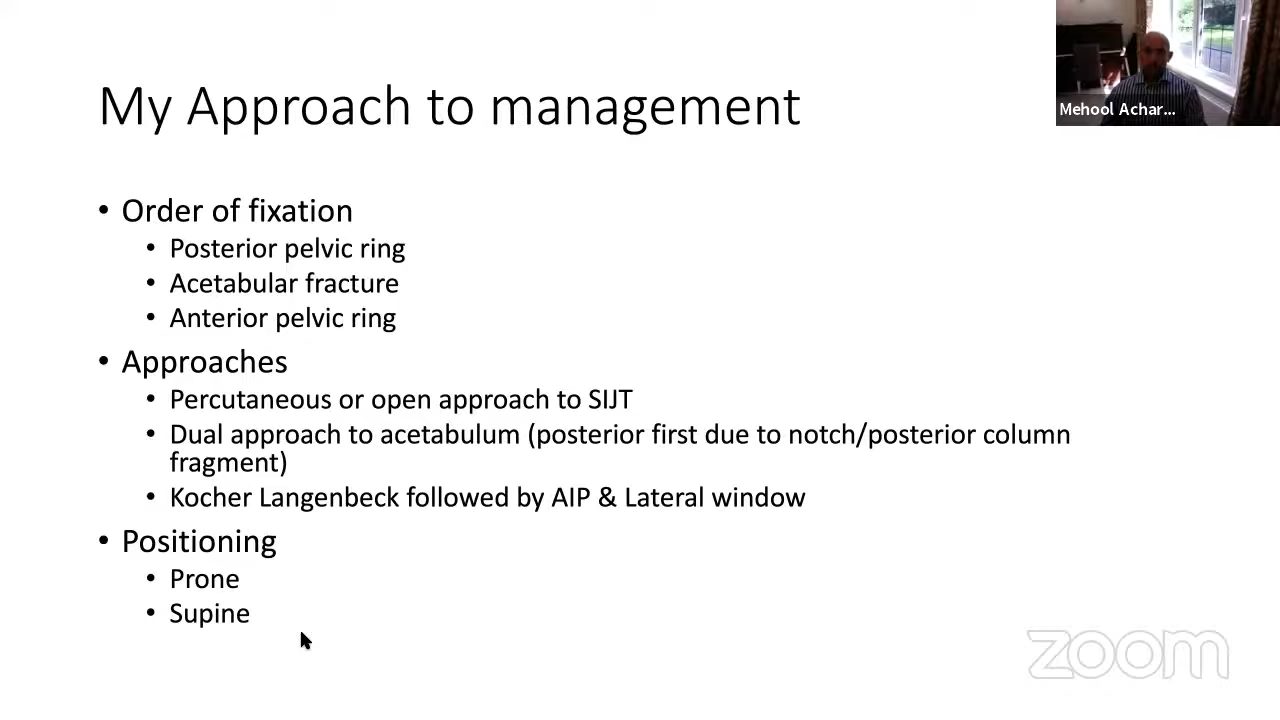 My Approach to management
Mehool Achar...
• Order of fixation
• Posterior pelvic ring
• Acetabular fracture
• Anterior pelvic ring
• Approaches
• Percutaneous or open approach to SIJT
• Dual approach to acetabulum (posterior first due to notch/posterior column
fragment)
• Kocher Langenbeck followed by AIP & Lateral window
• Positioning
• Prone
• Supine
zoom